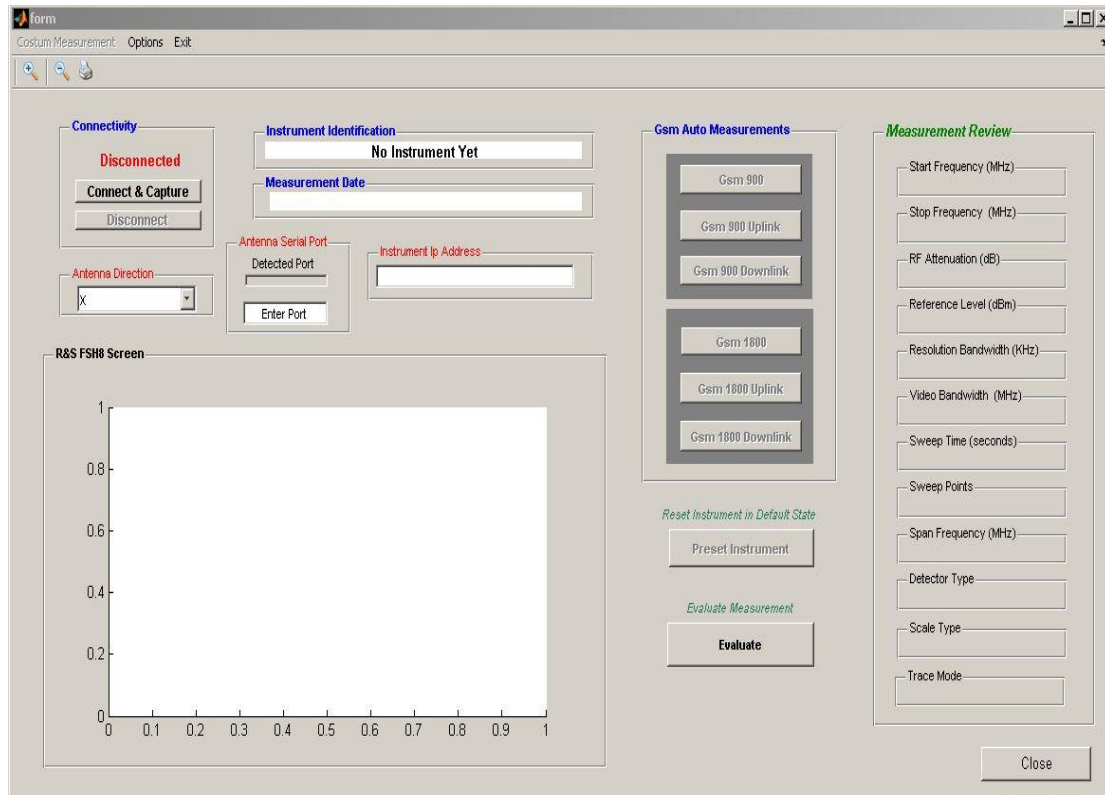 form
Costum Measurement Options Exit
Connectivity
Disconnected
Connect & Capture
Disconnect
Instrument Identification
No Instrument Yet
Measurement Date
Antenna Direction
X
Antenna Serial Port
Detected Port
Enter Port
Instrument Ip Address
R&S FSH8 Screen
1
0.8
0.6
0.4
0.2
0
0 0.1 0.2 0.3 0.4 0.5 0.6 0.7 0.8 0.9 1
Gsm Auto Measurements
Gsm 900
Gsm 900 Uplink
Gsm 900 Downlink
Gsm 1800
Gsm 1800 Uplink
Gsm 1800 Downlink
Reset Instrument in Default State
Preset Instrument
Evaluate Measurement
Evaluate
Measurement Review
Start Frequency (MHz)
Stop Frequency (MHz)
RF Attenuation (dB)
Reference Level (dBm)
Resolution Bandwidth (KHz)
Video Bandwidth (MHz)
Sweep Time (seconds)
Sweep Points
Span Frequency (MHz)
Detector Type
Scale Type
Trace Mode
Close